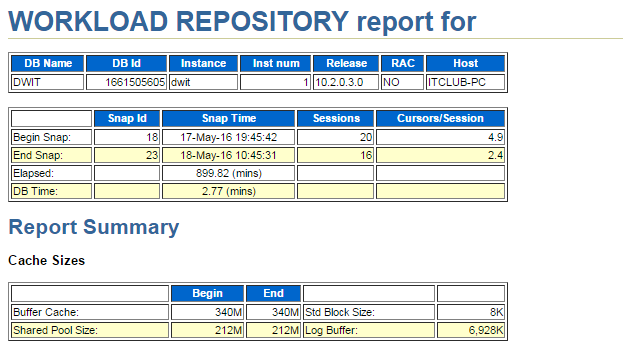 WORKLOAD REPOSITORY report for
DB Name DB Id Instance Inst num Release RAC Host
DWIT 1661505605 dwit 1 10.2.0.3.0 NO ITCLUB-PC
Snap Id Snap Time Sessions Cursors/Session
Begin Snap: 18 17-May-16 19:45:42 20 4.9
End Snap: 23 18-May-16 10:45:31 16 2.4
Elapsed: 899.82 (mins)
DB Time: 2.77 (mins)
Report Summary
Cache Sizes
Begin End
Buffer Cache: 340M 340M Std Block Size: 8K
Shared Pool Size: 212M 212M Log Buffer: 6,928K